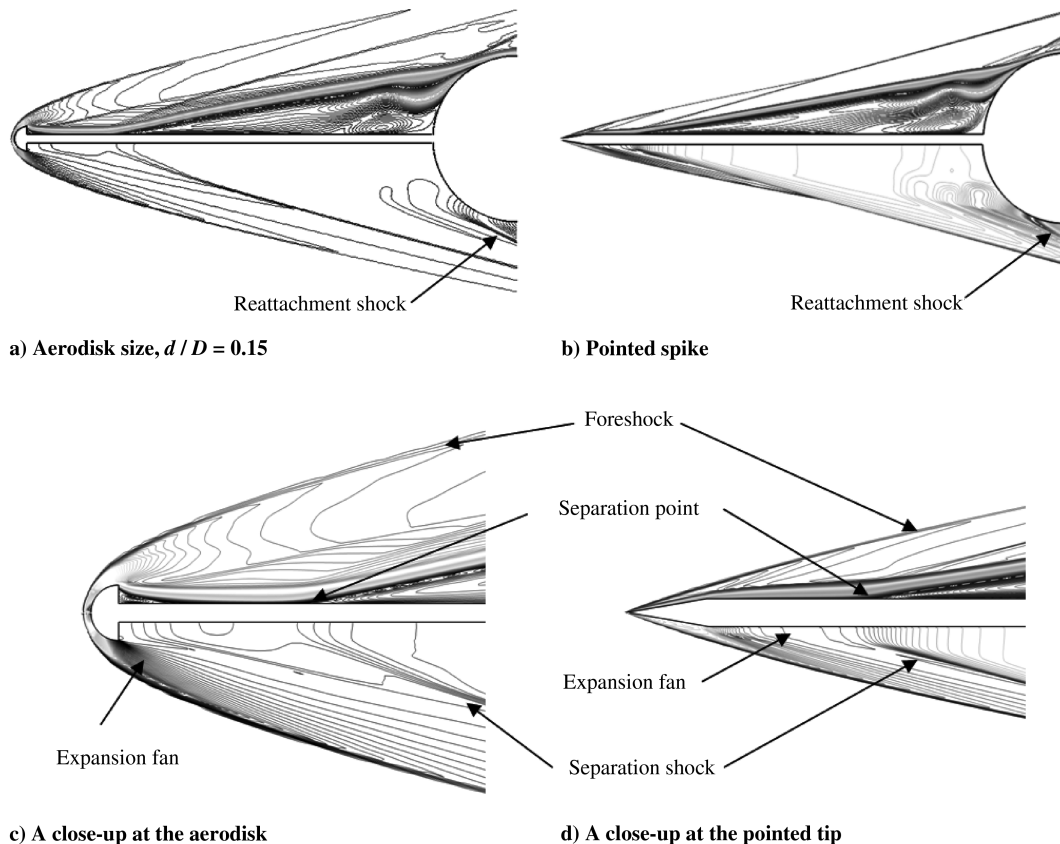 Reattachment shock
Reattachment shock
a) Aerodisk size, d / D = 0.15
b) Pointed spike
Foreshock
Separation point
Expansion fan
Expansion fan
Separation shock
c) A close-up at the aerodisk
d) A close-up at the pointed tip